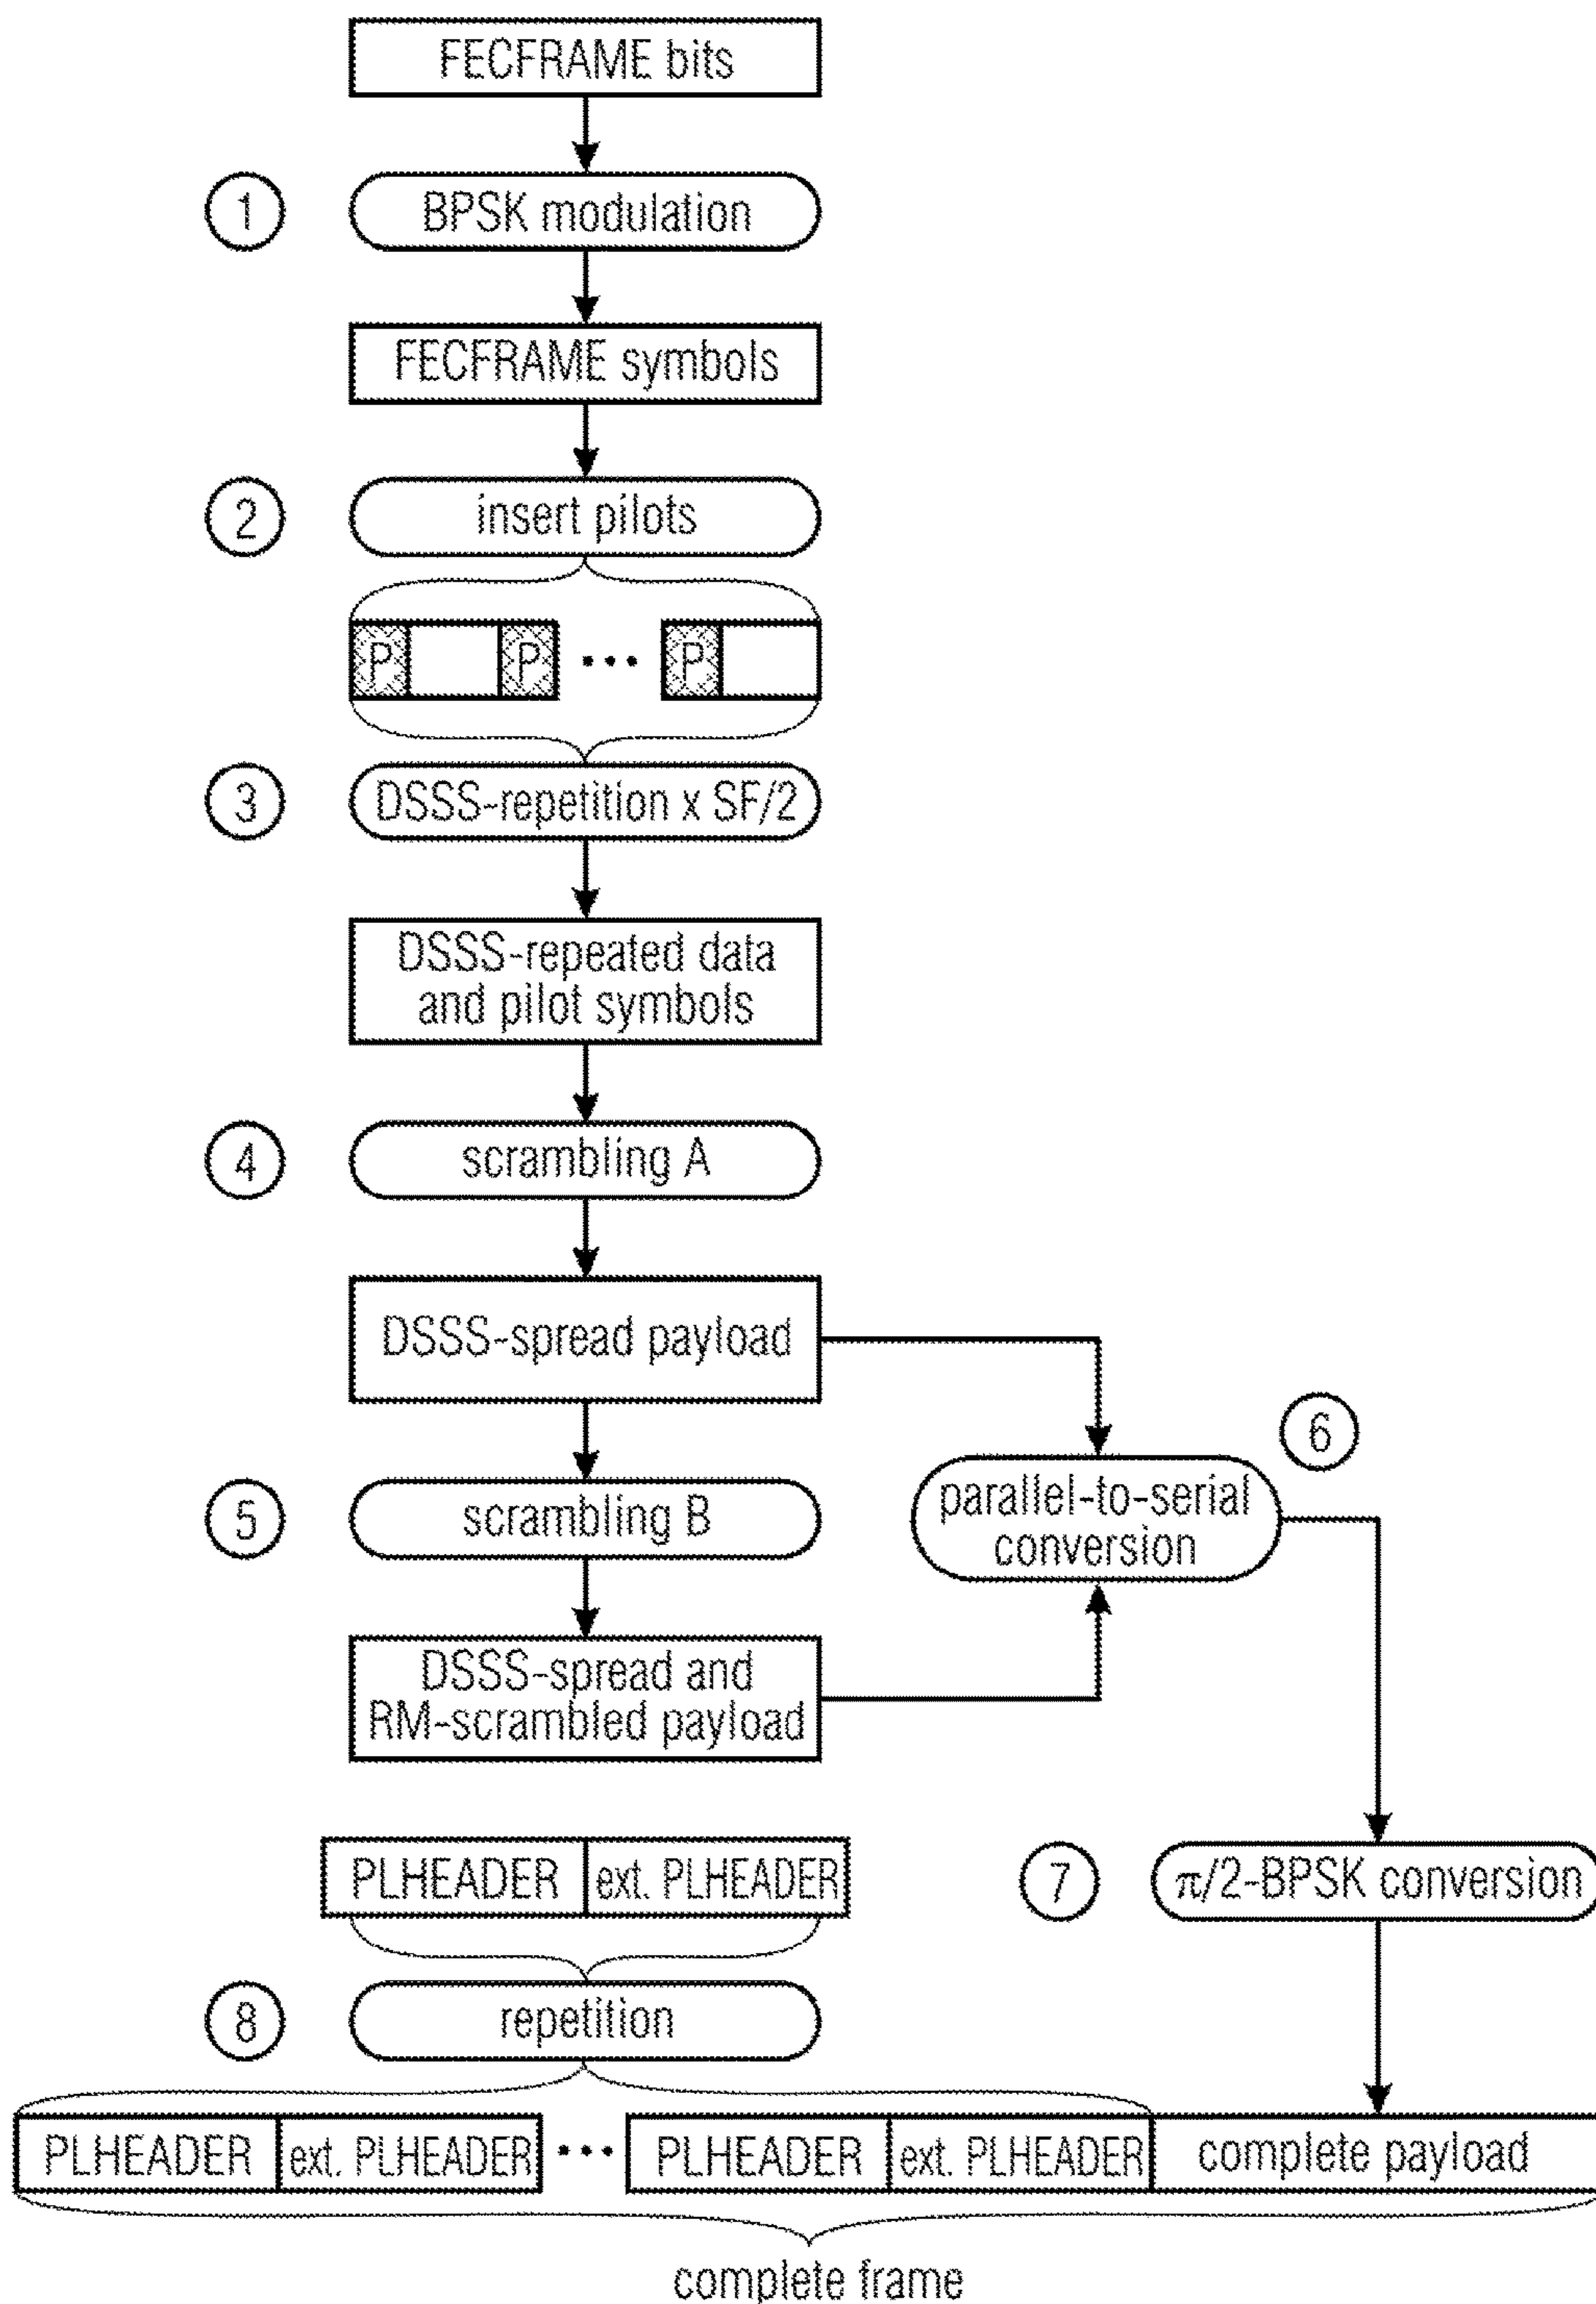 FECFRAME bits
1
BPSK modulation
FECFRAME symbols
2
insert pilots
P
P
...
P
3
DSSS-repetition x SF/2
DSSS-repeated data
and pilot symbols
4
scrambling A
DSSS-spread payload
6
parallel-to-serial
conversion
5
scrambling B
DSSS-spread and
RM-scrambled payload
PLHEADER
ext. PLHEADER
7
π/2-BPSK conversion
8
repetition
PLHEADER
ext. PLHEADER
...
PLHEADER
ext. PLHEADER
complete payload
complete frame